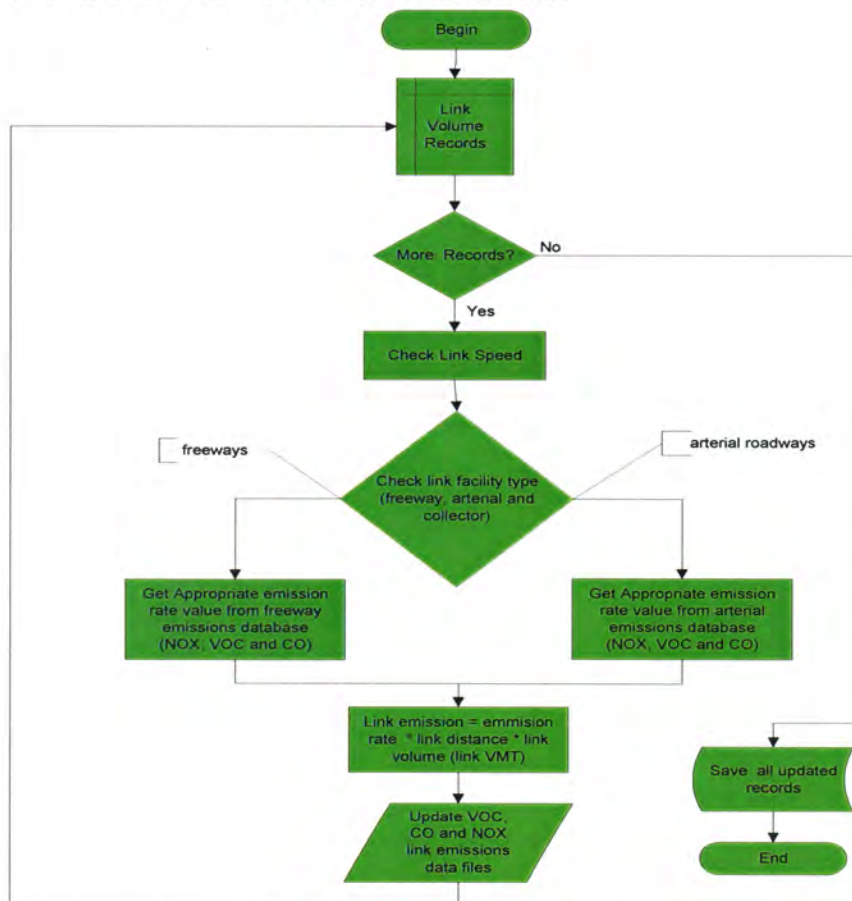 Begin
Link
Volume
Records
More Records?
No
Yes
Check Link Speed
freeways
arterial roadways
Check link facility type
(freeway, arterial and
collector)
Get Appropriate emission
rate value from freeway
emissions database
(NOX, VOC and CO)
Get Appropriate emission
rate value from arterial
emissions database
(NOX, VOC and CO)
Link emission = emmision
rate * link distance * link
volume (link VMT)
Save all updated
records
Update VOC,
CO and NOX
link emissions
data files
End